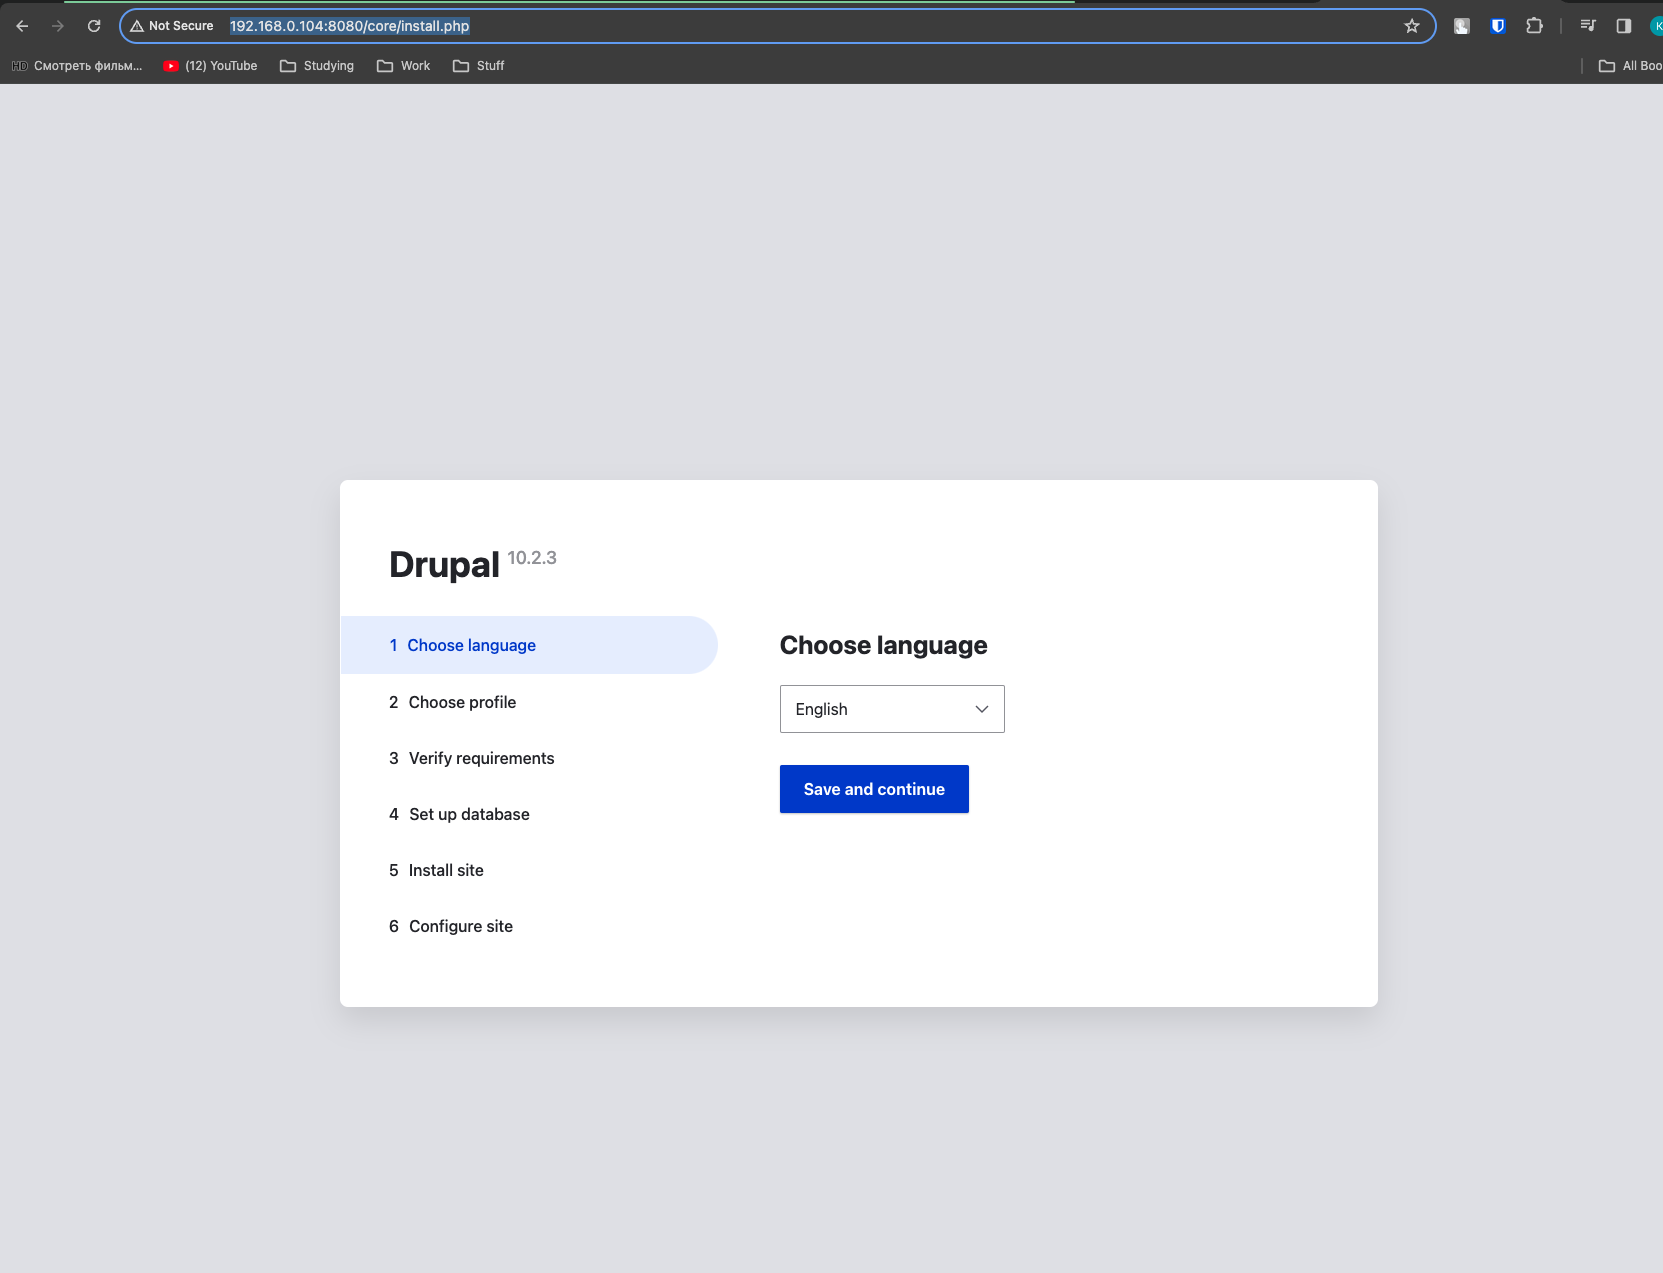 Not Secure 192.168.0.104:8080/core/install.php
HD Смотреть фильм... (12) YouTube Studying Work Stuff All Boo
Drupal 10.2.3
1 Choose language
2 Choose profile
3 Verify requirements
4 Set up database
5 Install site
6 Configure site
Choose language
English
Save and continue